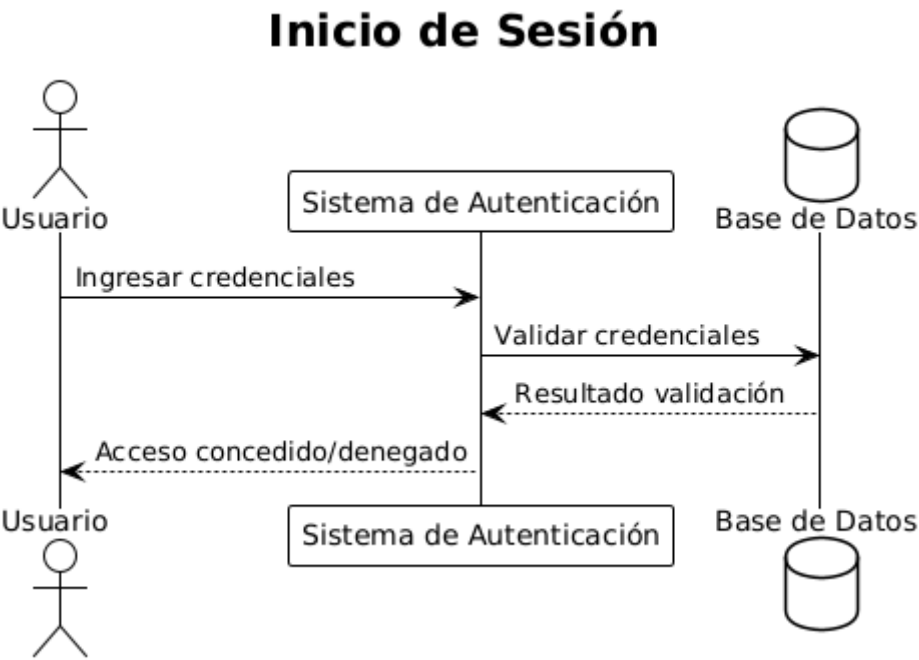 Inicio de Sesión
Usuario
Sistema de Autenticación
Base de Datos
Ingresar credenciales
Validar credenciales
Resultado validación
Acceso concedido/denegado
Usuario
Sistema de Autenticación
Base de Datos